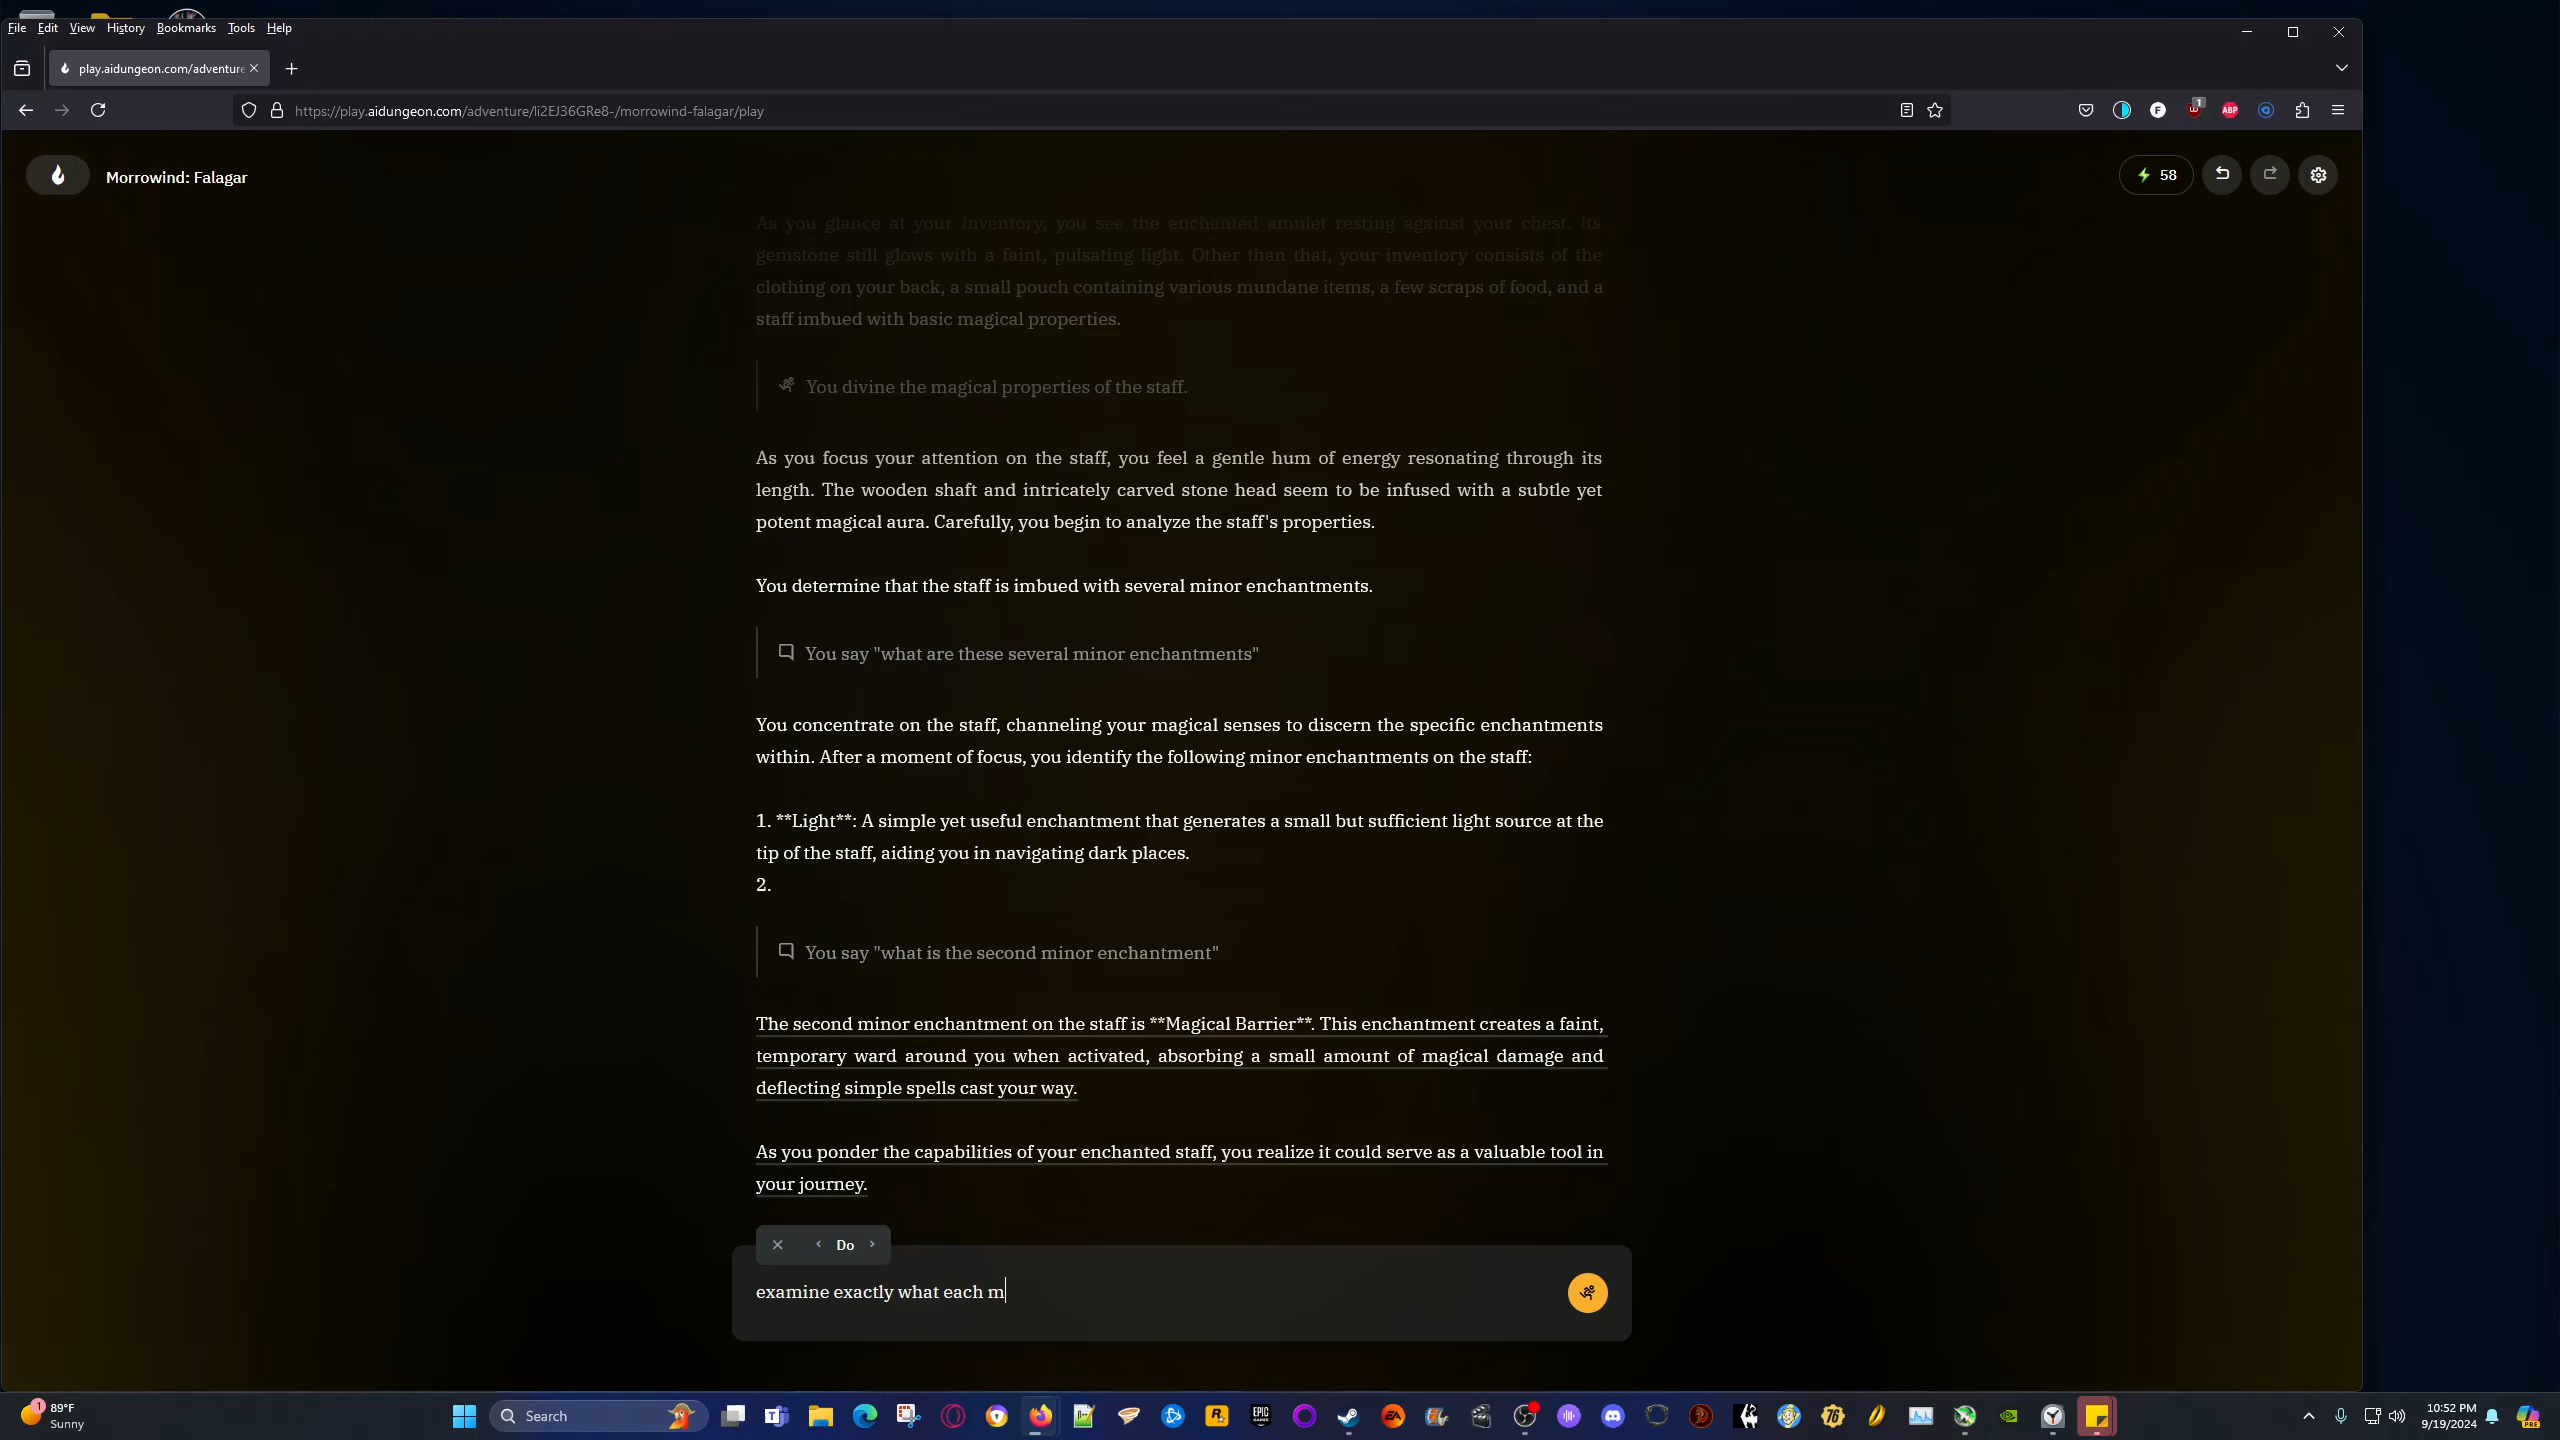 File Edit View History Bookmarks Tools Help
play.aidungeon.com/adventure
https://play.aidungeon.com/adventure/li2EJ36GRe8-/morrowind-falagar/play
1
ABP
Morrowind: Falagar
58
As you glance at your inventory, you see the enchanted amulet resting against your chest. Its
gemstone still glows with a faint, pulsating light. Other than that, your inventory consists of the
clothing on your back, a small pouch containing various mundane items, a few scraps of food, and a
staff imbued with basic magical properties.
You divine the magical properties of the staff.
As you focus your attention on the staff, you feel a gentle hum of energy resonating through its
length. The wooden shaft and intricately carved stone head seem to be infused with a subtle yet
potent magical aura. Carefully, you begin to analyze the staff's properties.
You determine that the staff is imbued with several minor enchantments.
You say "what are these several minor enchantments"
You concentrate on the staff, channeling your magical senses to discern the specific enchantments
within. After a moment of focus, you identify the following minor enchantments on the staff:
1. **Light**: A simple yet useful enchantment that generates a small but sufficient light source at the
tip of the staff, aiding you in navigating dark places.
2.
You say "what is the second minor enchantment"
The second minor enchantment on the staff is **Magical Barrier**. This enchantment creates a faint,
temporary ward around you when activated, absorbing a small amount of magical damage and
deflecting simple spells cast your way.
As you ponder the capabilities of your enchanted staff, you realize it could serve as a valuable tool in
your journey.
Do
examine exactly what each m
1
89°F
Sunny
Search
EPIC
EA
76
10:52 PM
9/19/2024
PRE